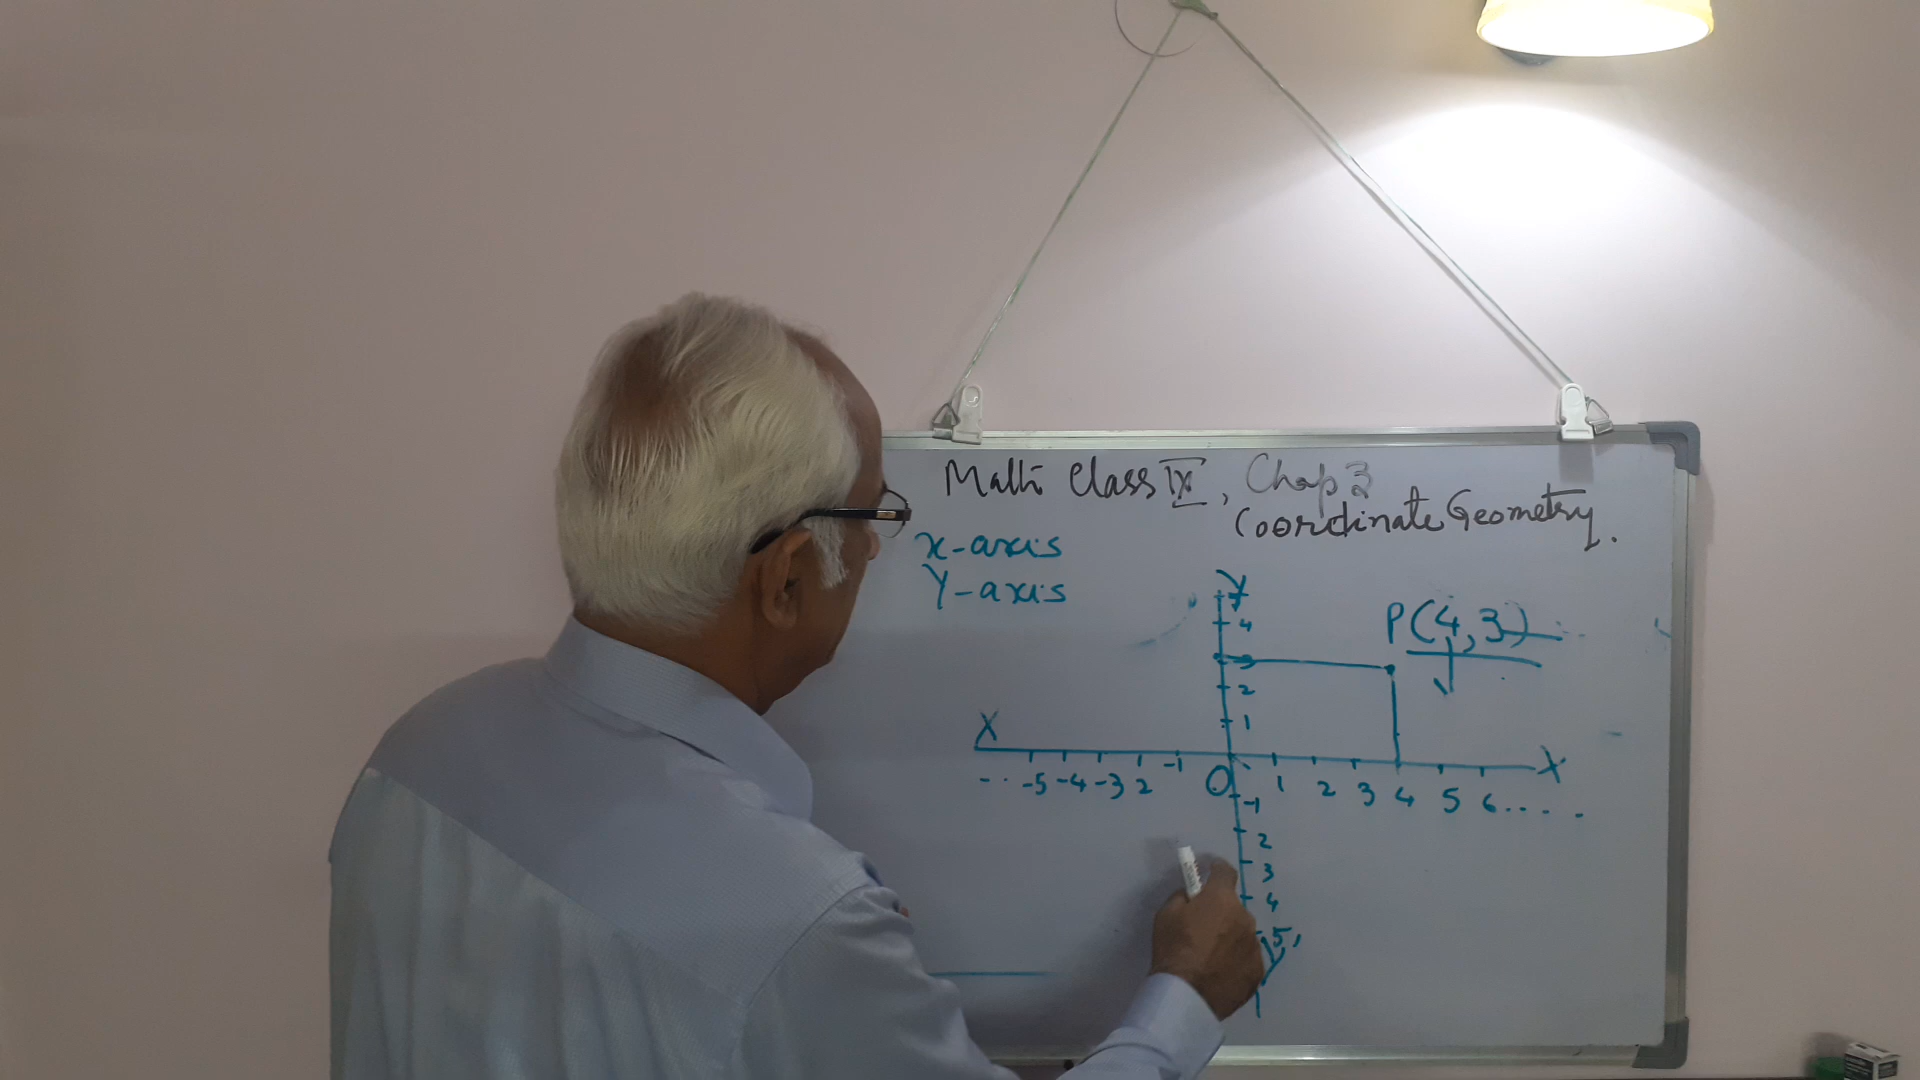 Math Class IX, Chap 3
Coordinate Geometry.
x-axis
Y-axis
Y
4
P(4,3)
3
2
1
X
X
... -5 -4 -3 2 -1 O 1 2 3 4 5 6.....
-1
2
3
4
5,
Y